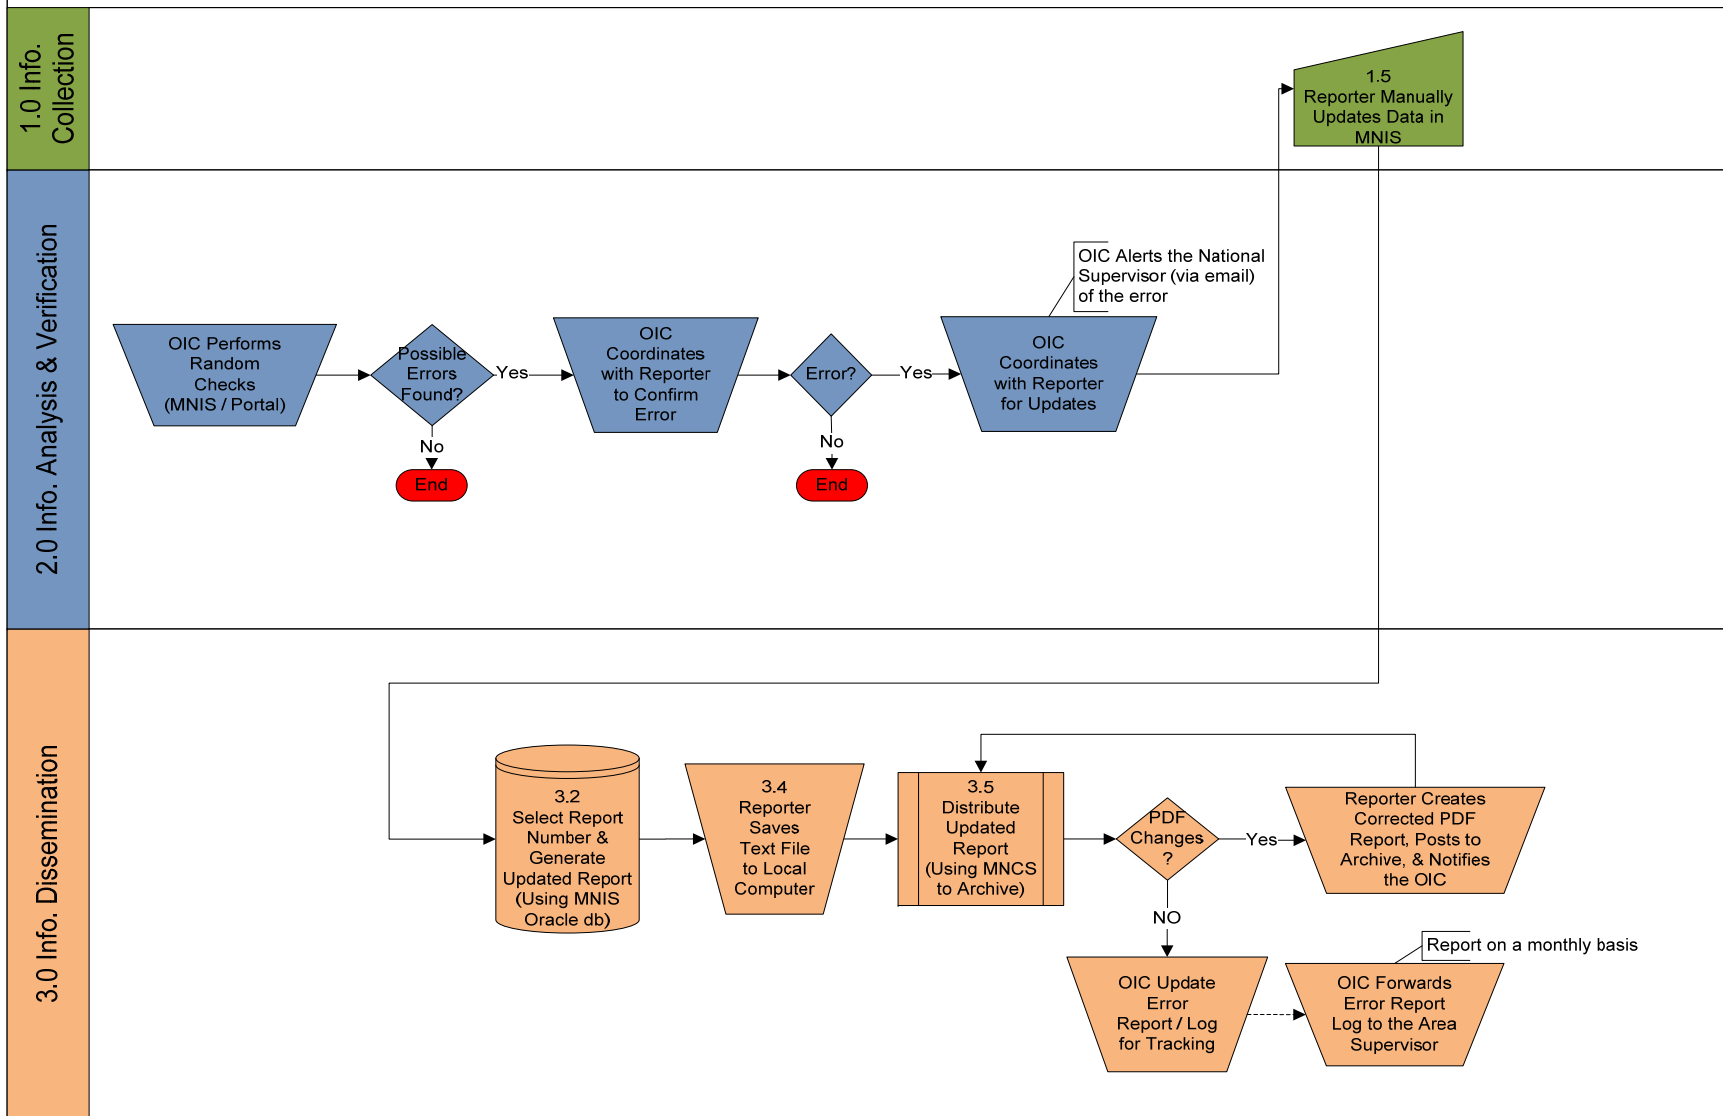 1.0 Info.
Collection
1.5
Reporter Manually
Updates Data in
MNIS
2.0 Info. Analysis & Verification
OIC Alerts the National
Supervisor (via email)
of the error
OIC Performs
Random
Checks
(MNIS / Portal)
Possible
Errors
Found?
Yes
No
End
OIC
Coordinates
with Reporter
to Confirm
Error
Error?
Yes
No
End
OIC
Coordinates
with Reporter
for Updates
3.0 Info. Dissemination
3.2
Select Report
Number &
Generate
Updated Report
(Using MNIS
Oracle db)
3.4
Reporter
Saves
Text File
to Local
Computer
3.5
Distribute
Updated
Report
(Using MNCS
to Archive)
PDF
Changes
?
Yes
NO
Reporter Creates
Corrected PDF
Report, Posts to
Archive, & Notifies
the OIC
Report on a monthly basis
OIC Update
Error
Report / Log
for Tracking
OIC Forwards
Error Report
Log to the Area
Supervisor